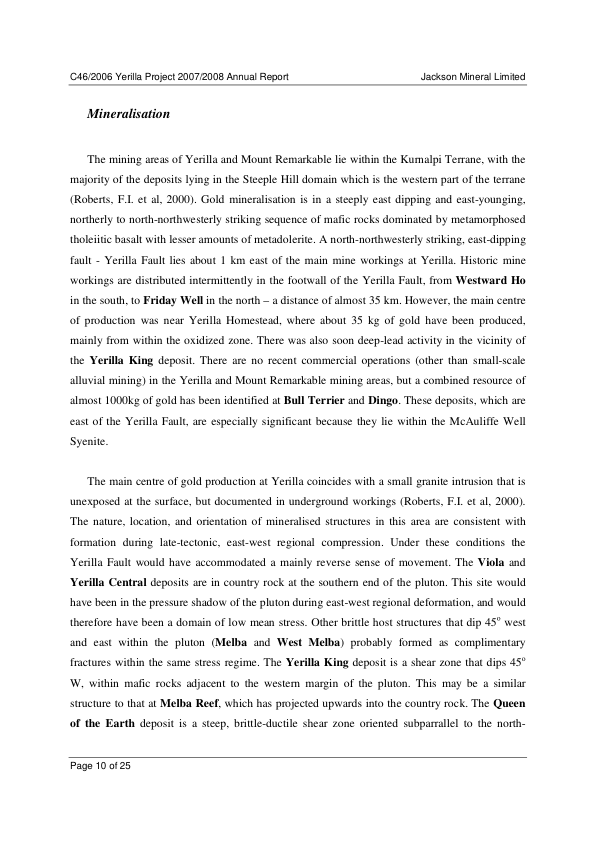 C46/2006 Yerilla Project 2007/2008 Annual Report Jackson Mineral Limited
Mineralisation
The mining areas of Yerilla and Mount Remarkable lie within the Kurnalpi Terrane, with the
majority of the deposits lying in the Steeple Hill domain which is the western part of the terrane
(Roberts, F.I. et al, 2000). Gold mineralisation is in a steeply east dipping and east-younging,
northerly to north-northwesterly striking sequence of mafic rocks dominated by metamorphosed
tholeiitic basalt with lesser amounts of metadolerite. A north-northwesterly striking, east-dipping
fault - Yerilla Fault lies about 1 km east of the main mine workings at Yerilla. Historic mine
workings are distributed intermittently in the footwall of the Yerilla Fault, from Westward Ho
in the south, to Friday Well in the north – a distance of almost 35 km. However, the main centre
of production was near Yerilla Homestead, where about 35 kg of gold have been produced,
mainly from within the oxidized zone. There was also soon deep-lead activity in the vicinity of
the Yerilla King deposit. There are no recent commercial operations (other than small-scale
alluvial mining) in the Yerilla and Mount Remarkable mining areas, but a combined resource of
almost 1000kg of gold has been identified at Bull Terrier and Dingo. These deposits, which are
east of the Yerilla Fault, are especially significant because they lie within the McAuliffe Well
Syenite.
The main centre of gold production at Yerilla coincides with a small granite intrusion that is
unexposed at the surface, but documented in underground workings (Roberts, F.I. et al, 2000).
The nature, location, and orientation of mineralised structures in this area are consistent with
formation during late-tectonic, east-west regional compression. Under these conditions the
Yerilla Fault would have accommodated a mainly reverse sense of movement. The Viola and
Yerilla Central deposits are in country rock at the southern end of the pluton. This site would
have been in the pressure shadow of the pluton during east-west regional deformation, and would
therefore have been a domain of low mean stress. Other brittle host structures that dip 45º west
and east within the pluton (Melba and West Melba) probably formed as complimentary
fractures within the same stress regime. The Yerilla King deposit is a shear zone that dips 45º
W, within mafic rocks adjacent to the western margin of the pluton. This may be a similar
structure to that at Melba Reef, which has projected upwards into the country rock. The Queen
of the Earth deposit is a steep, brittle-ductile shear zone oriented subparrallel to the north-
Page 10 of 25